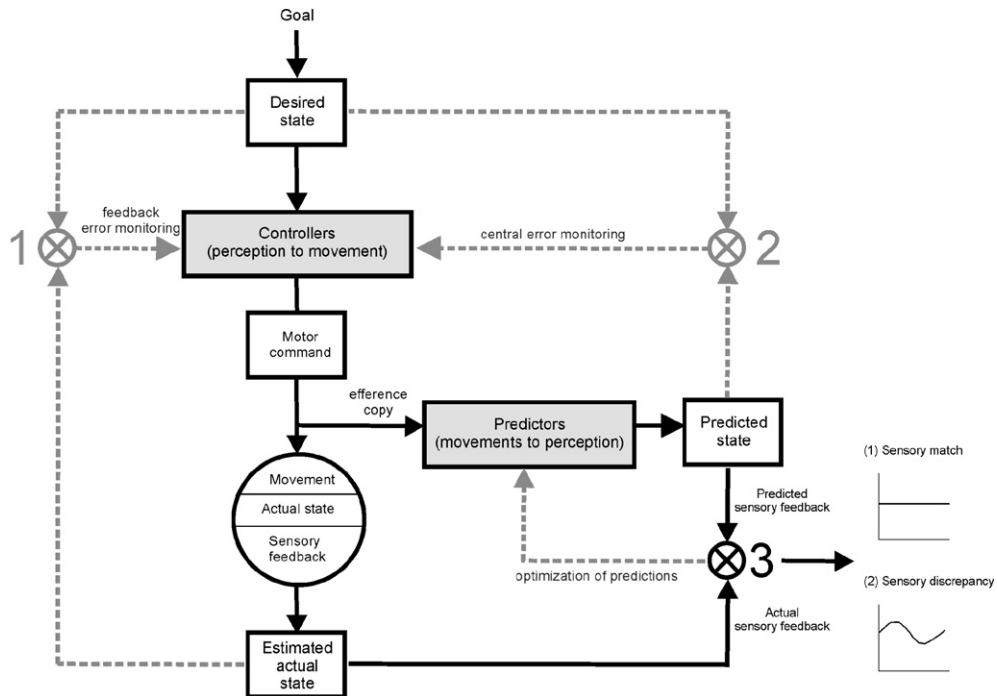 Goal
Desired
state
feedback
error monitoring
1
Controllers
(perception to movement)
central error monitoring
2
Motor
command
efference
copy
Predictors
(movements to perception)
Predicted
state
(1) Sensory match
Movement
Actual state
Sensory
feedback
Predicted
sensory feedback
3
optimization of predictions
(2) Sensory discrepancy
Actual
sensory feedback
Estimated
actual
state